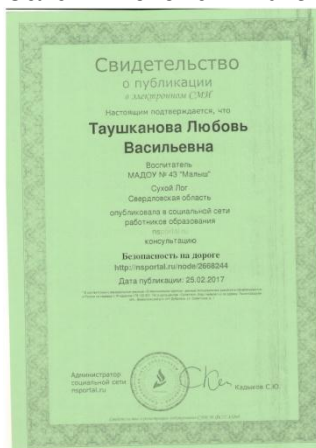 Свидетельство
о публикации
в электронном СМИ
Настоящим подтверждается, что
Таушканова Любовь
Васильевна
Воспитатель
МАДОУ № 43 "Малыш"
Сухой Лог
Свердловская область
опубликовала в социальной сети
работников образования
консультацию
Безопасность на дороге
http://nsportal.ru/node/2668244
Дата публикации: 25.02.2017
Администратор
социальной сети
nsportal.ru
Кадыков С.Ю.